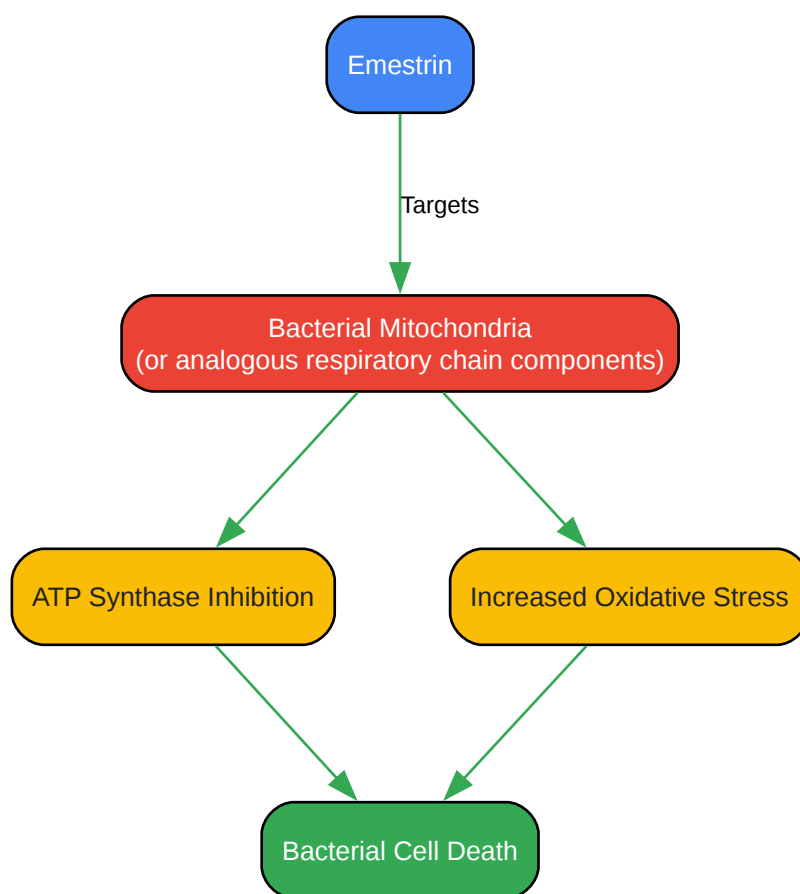 Emestrin
Targets
Bacterial Mitochondria
(or analogous respiratory chain components)
ATP Synthase Inhibition
Increased Oxidative Stress
Bacterial Cell Death